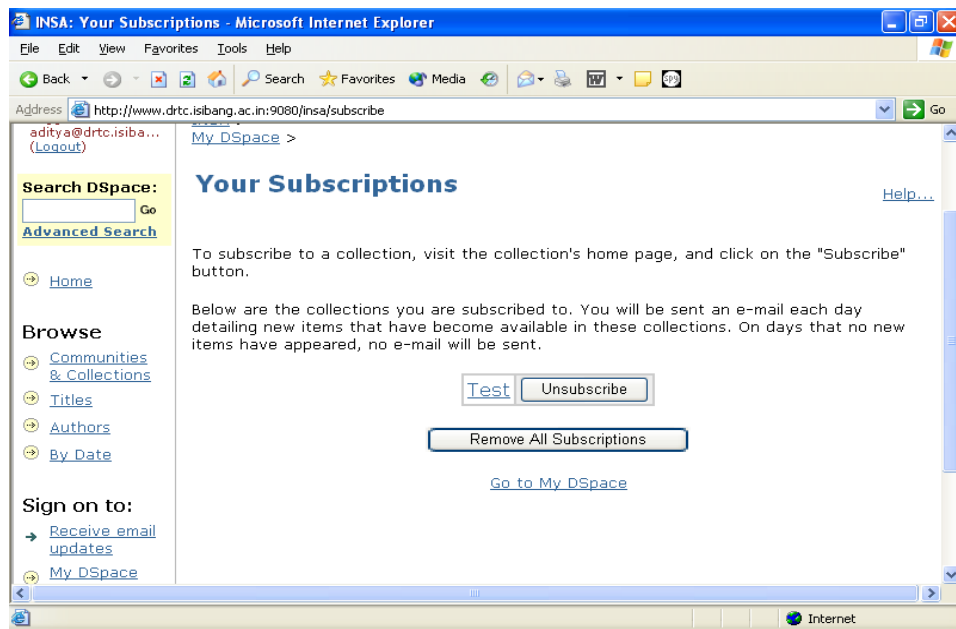 INSA: Your Subscriptions - Microsoft Internet Explorer
File Edit View Favorites Tools Help
Back Search Favorites Media
Address http://www.drtc.isibang.ac.in:9080/insa/subscribe Go
aditya@drtc.isiba...
(Logout)
Search DSpace:
Go
Advanced Search
Home
Browse
Communities
& Collections
Titles
Authors
By Date
Sign on to:
Receive email
updates
My DSpace
My DSpace >
Your Subscriptions
Help...
To subscribe to a collection, visit the collection's home page, and click on the "Subscribe"
button.
Below are the collections you are subscribed to. You will be sent an e-mail each day
detailing new items that have become available in these collections. On days that no new
items have appeared, no e-mail will be sent.
Test Unsubscribe
Remove All Subscriptions
Go to My DSpace
Internet